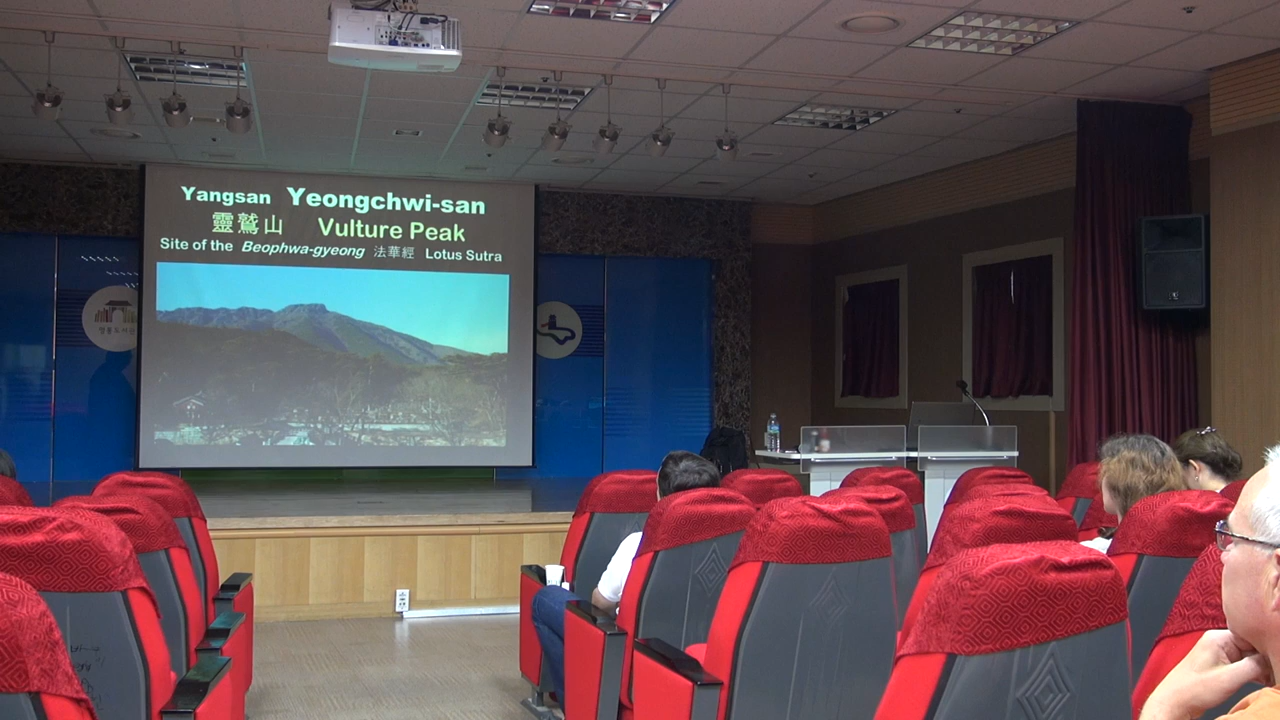 Yangsan Yeongchwi-san
靈鷲山 Vulture Peak
Site of the Beophwa-gyeong 法華經 Lotus Sutra